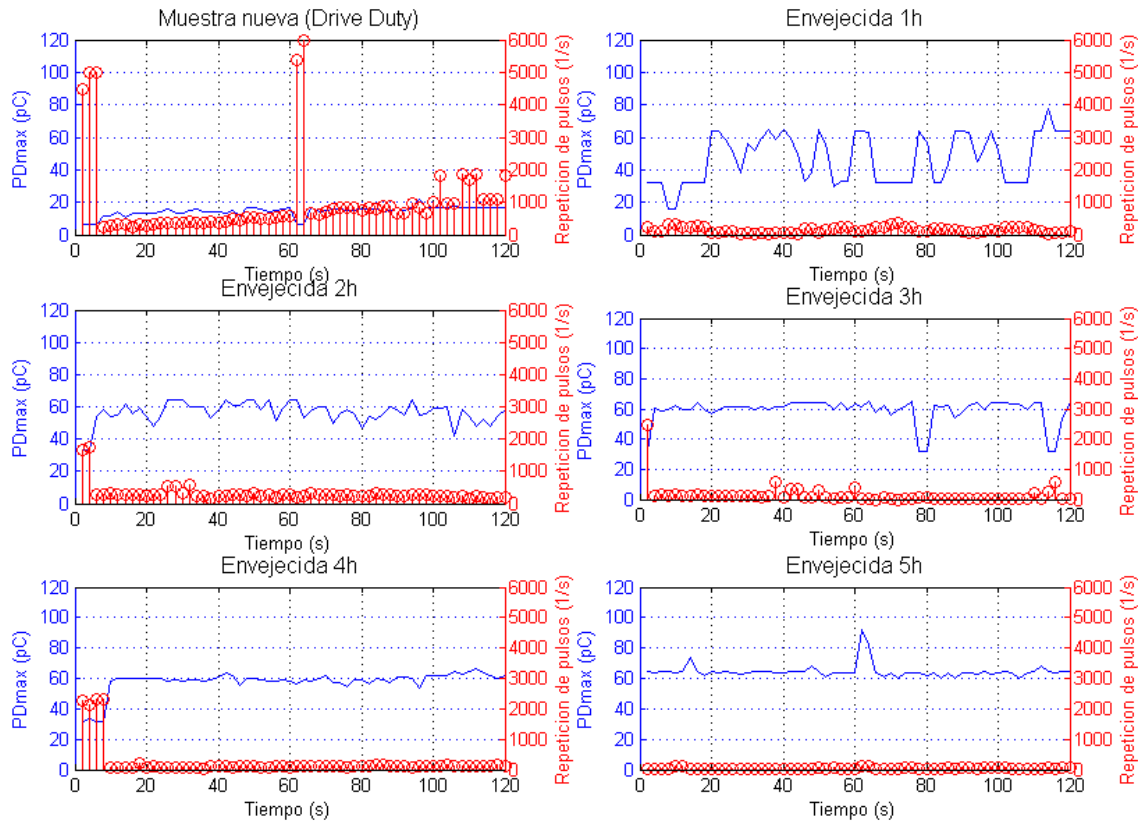 Muestra nueva (Drive Duty)
120
100
80
60
40
20
0
PDmax (pC)
6000
5000
4000
3000
2000
1000
0
Repeticion de pulsos (1/s)
0 20 40 60 80 100 120
Tiempo (s)
Envejecida 1h
120
100
80
60
40
20
0
PDmax (pC)
6000
5000
4000
3000
2000
1000
0
Repeticion de pulsos (1/s)
0 20 40 60 80 100 120
Tiempo (s)
Envejecida 2h
120
100
80
60
40
20
0
PDmax (pC)
6000
5000
4000
3000
2000
1000
0
Repeticion de pulsos (1/s)
0 20 40 60 80 100 120
Tiempo (s)
Envejecida 3h
120
100
80
60
40
20
0
PDmax (pC)
6000
5000
4000
3000
2000
1000
0
Repeticion de pulsos (1/s)
0 20 40 60 80 100 120
Tiempo (s)
Envejecida 4h
120
100
80
60
40
20
0
PDmax (pC)
6000
5000
4000
3000
2000
1000
0
Repeticion de pulsos (1/s)
0 20 40 60 80 100 120
Tiempo (s)
Envejecida 5h
120
100
80
60
40
20
0
PDmax (pC)
6000
5000
4000
3000
2000
1000
0
Repeticion de pulsos (1/s)
0 20 40 60 80 100 120
Tiempo (s)